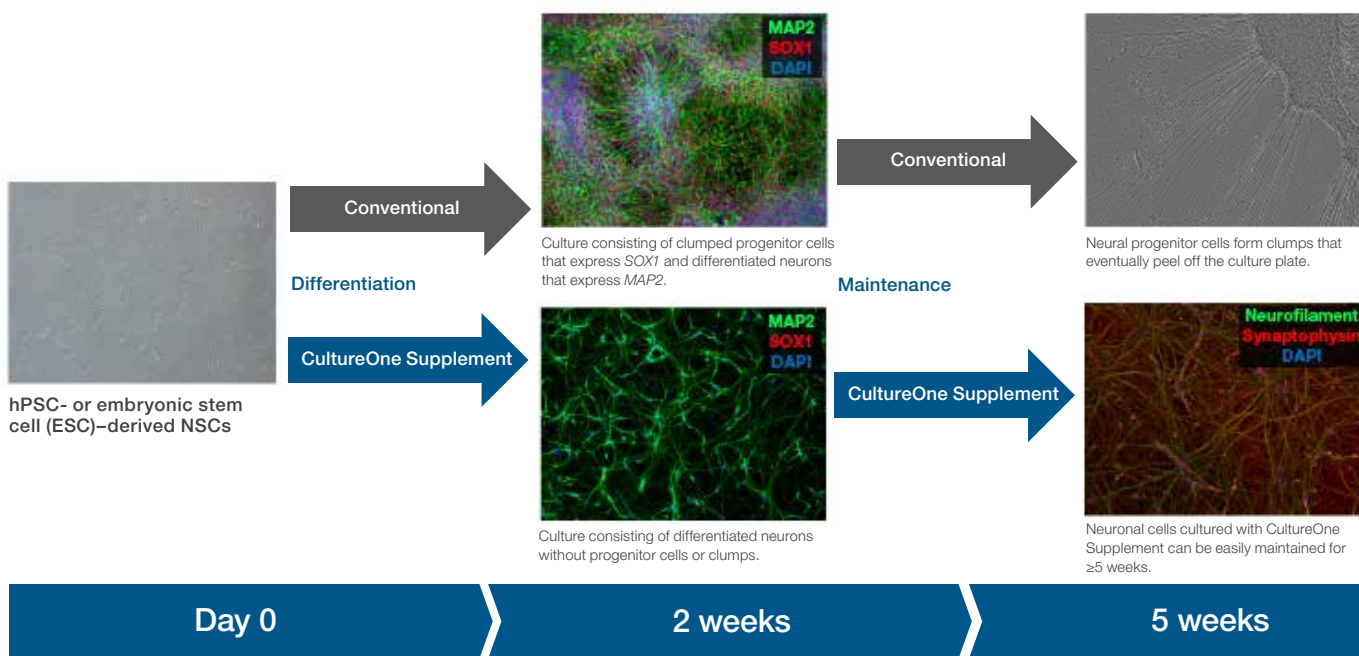 MAP2
SOX1
DAPI
Conventional
Conventional
Culture consisting of clumped progenitor cells
that express SOX1 and differentiated neurons
that express MAP2.
Neural progenitor cells form clumps that
eventually peel off the culture plate.
Differentiation
Maintenance
CultureOne Supplement
MAP2
SOX1
DAPI
CultureOne Supplement
Neurofilament
Synaptophysin
DAPI
hPSC- or embryonic stem
cell (ESC)–derived NSCs
Culture consisting of differentiated neurons
without progenitor cells or clumps.
Neuronal cells cultured with CultureOne
Supplement can be easily maintained for
≥5 weeks.
Day 0
2 weeks
5 weeks